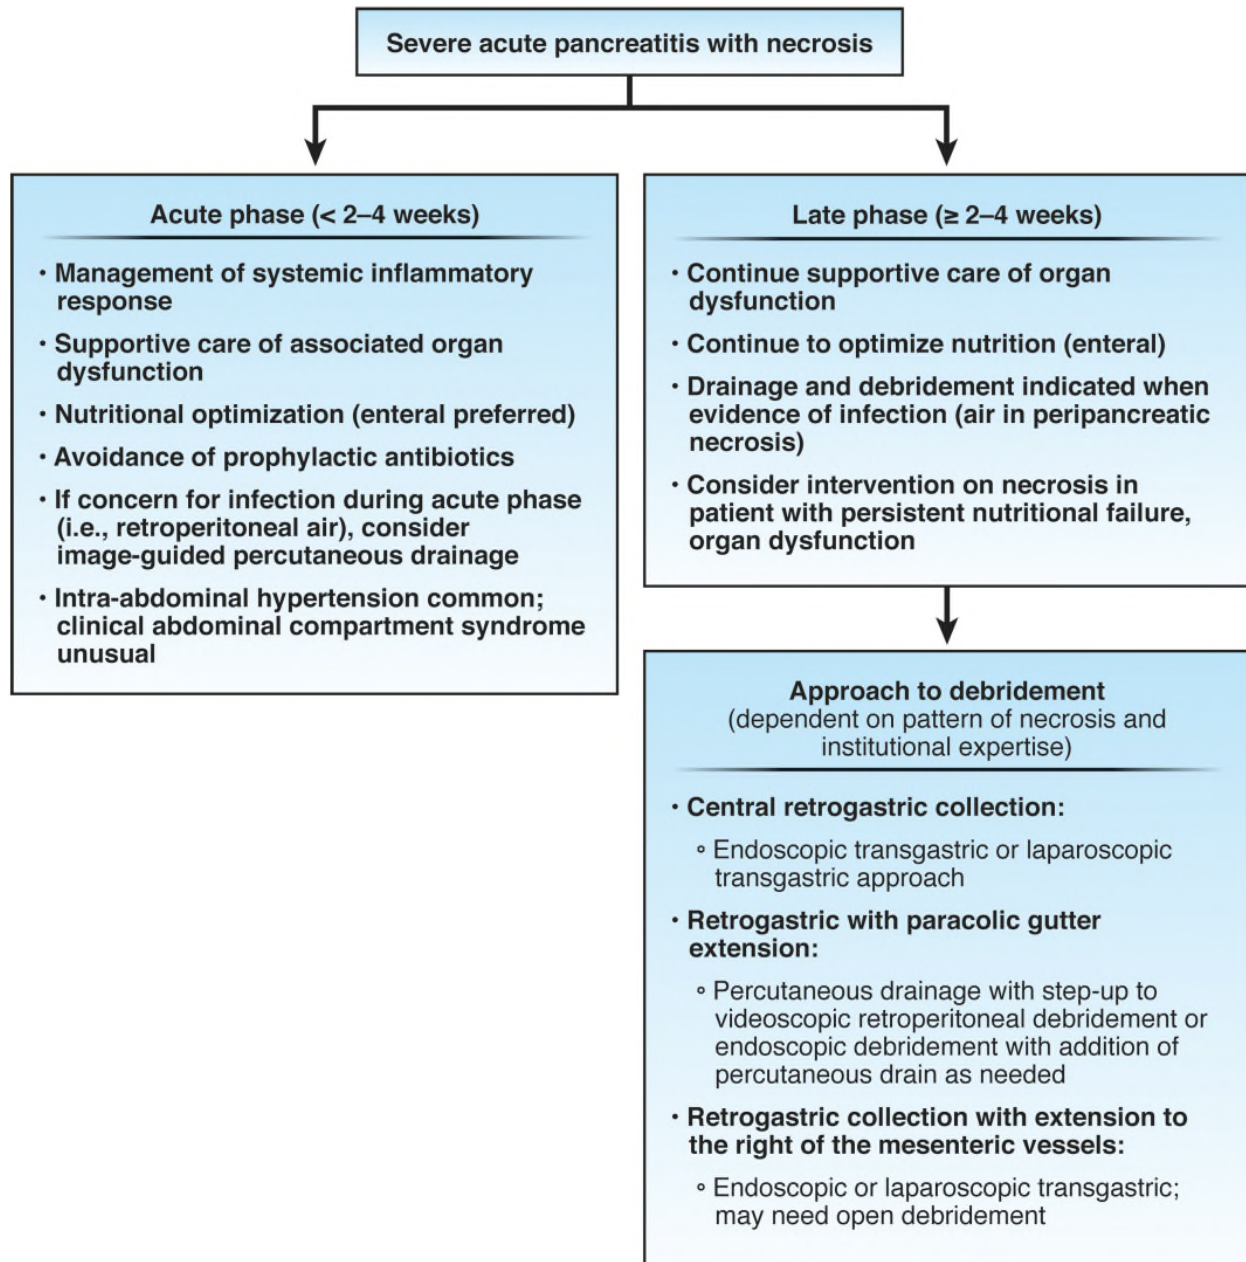 Severe acute pancreatitis with necrosis
Acute phase (< 2–4 weeks)
• Management of systemic inflammatory
response
• Supportive care of associated organ
dysfunction
• Nutritional optimization (enteral preferred)
• Avoidance of prophylactic antibiotics
• If concern for infection during acute phase
(i.e., retroperitoneal air), consider
image-guided percutaneous drainage
• Intra-abdominal hypertension common;
clinical abdominal compartment syndrome
unusual
Late phase (≥ 2–4 weeks)
• Continue supportive care of organ
dysfunction
• Continue to optimize nutrition (enteral)
• Drainage and debridement indicated when
evidence of infection (air in peripancreatic
necrosis)
• Consider intervention on necrosis in
patient with persistent nutritional failure,
organ dysfunction
Approach to debridement
(dependent on pattern of necrosis and
institutional expertise)
• Central retrogastric collection:
∘ Endoscopic transgastric or laparoscopic
transgastric approach
• Retrogastric with paracolic gutter
extension:
∘ Percutaneous drainage with step-up to
videoscopic retroperitoneal debridement or
endoscopic debridement with addition of
percutaneous drain as needed
• Retrogastric collection with extension to
the right of the mesenteric vessels:
∘ Endoscopic or laparoscopic transgastric;
may need open debridement